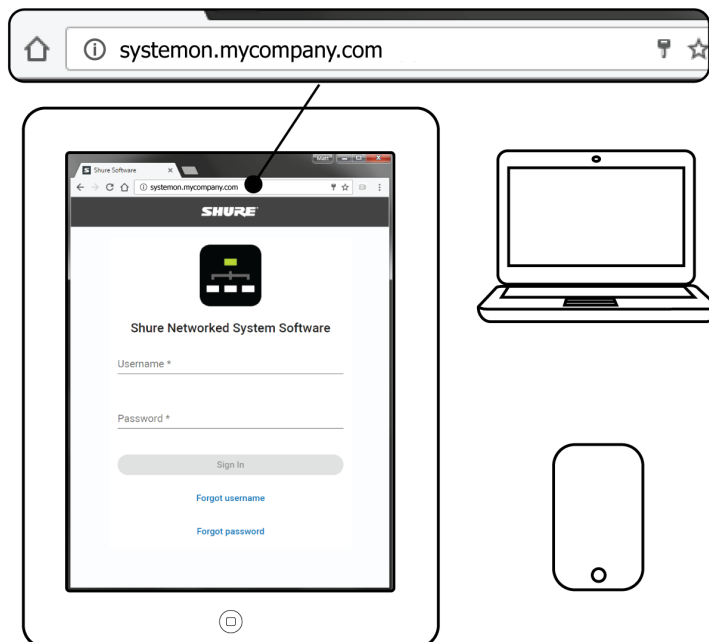 systemon.mycompany.com
Matt
Shure Software
systemon.mycompany.com
SHURE
Shure Networked System Software
Username *
Password *
Sign In
Forgot username
Forgot password